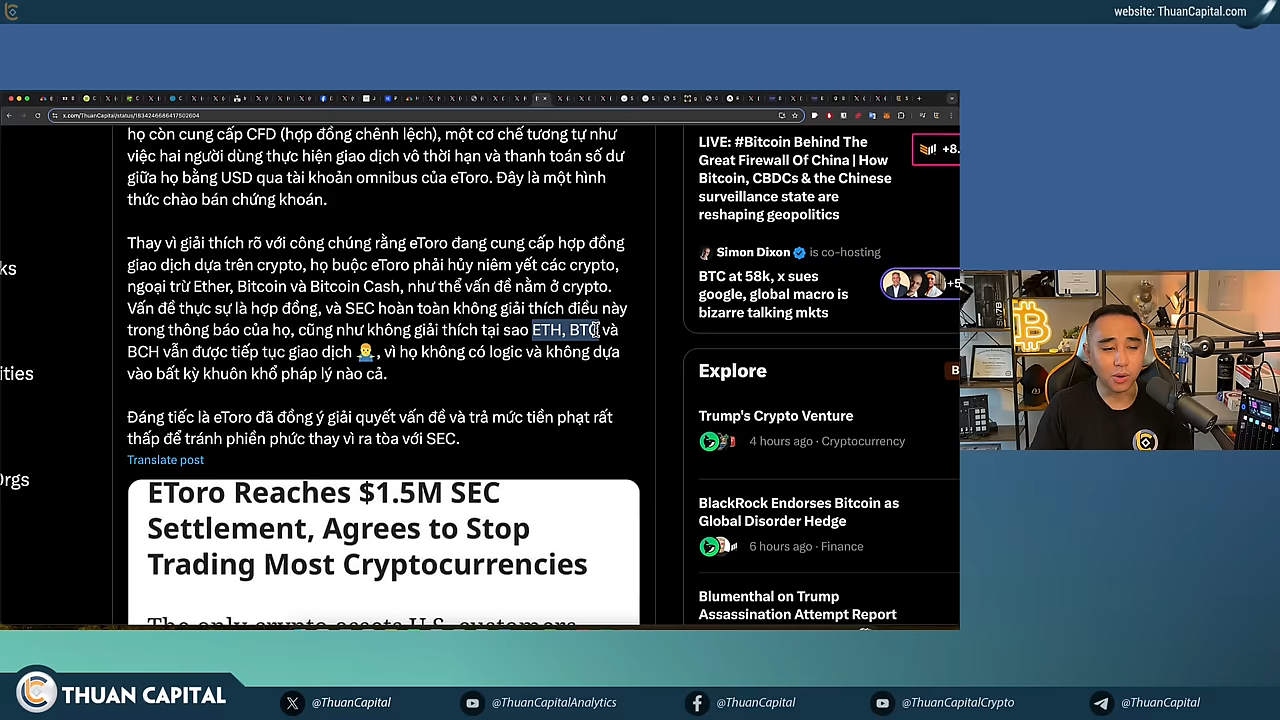 website: ThuanCapital.com
x.com/ThuanCapital/status/1834246686417502604
họ còn cung cấp CFD (hợp đồng chênh lệch), một cơ chế tương tự như
việc hai người dùng thực hiện giao dịch vô thời hạn và thanh toán số dư
giữa họ bằng USD qua tài khoản omnibus của eToro. Đây là một hình
thức chào bán chứng khoán.
Thay vì giải thích rõ với công chúng rằng eToro đang cung cấp hợp đồng
giao dịch dựa trên crypto, họ buộc eToro phải hủy niêm yết các crypto,
ngoại trừ Ether, Bitcoin và Bitcoin Cash, như thể vấn đề nằm ở crypto.
Vấn đề thực sự là hợp đồng, và SEC hoàn toàn không giải thích điều này
trong thông báo của họ, cũng như không giải thích tại sao ETH, BTC và
BCH vẫn được tiếp tục giao dịch 🤷‍♂️, vì họ không có logic và không dựa
vào bất kỳ khuôn khổ pháp lý nào cả.
Đáng tiếc là eToro đã đồng ý giải quyết vấn đề và trả mức tiền phạt rất
thấp để tránh phiền phức thay vì ra tòa với SEC.
Translate post
EToro Reaches $1.5M SEC
Settlement, Agrees to Stop
Trading Most Cryptocurrencies
The only crypto assets U.S. customers
ks
ities
Orgs
LIVE: #Bitcoin Behind The
Great Firewall Of China | How
Bitcoin, CBDCs & the Chinese
surveillance state are
reshaping geopolitics
+8
Simon Dixon is co-hosting
BTC at 58k, x sues
google, global macro is
bizarre talking mkts
+5
Explore
B
Trump's Crypto Venture
4 hours ago · Cryptocurrency
BlackRock Endorses Bitcoin as
Global Disorder Hedge
6 hours ago · Finance
Blumenthal on Trump
Assassination Attempt Report
SM7B
THUAN CAPITAL
@ThuanCapital
@ThuanCapitalAnalytics
@ThuanCapital
@ThuanCapitalCrypto
@ThuanCapital